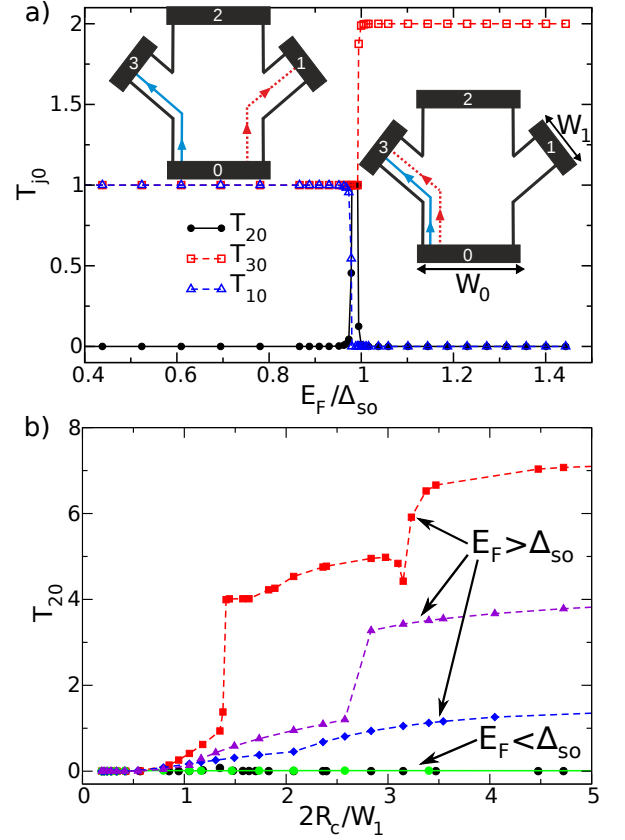 a)
2
1.5
1
0.5
0
T_j0
2
3
1
0
T_20
T_30
T_10
2
3
1
W_1
0
W_0
0.4 0.6 0.8 1 1.2 1.4
E_F/Δ_so
b)
8
6
4
2
0
T_20
E_F>Δ_so
E_F<Δ_so
0 1 2 3 4 5
2R_c/W_1